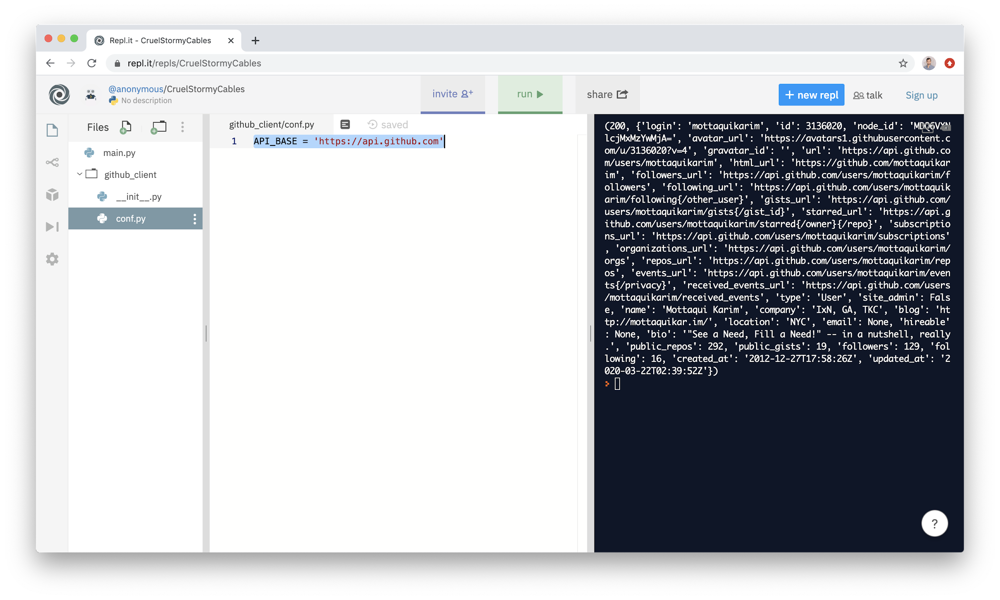 Repl.it - CruelStormyCables
repl.it/repls/CruelStormyCables
@anonymous/CruelStormyCables
No description
invite
run
share
+ new repl
talk
Sign up
Files
main.py
github_client
__init__.py
conf.py
github_client/conf.py
saved
1 API_BASE = 'https://api.github.com'
(200, {'login': 'mottaquikarim', 'id': 3136020, 'node_id': 'MDQ6VXN
lcjMxMzYwMjA=', 'avatar_url': 'https://avatars1.githubusercontent.c
om/u/3136020?v=4', 'gravatar_id': '', 'url': 'https://api.github.co
m/users/mottaquikarim', 'html_url': 'https://github.com/mottaquikar
im', 'followers_url': 'https://api.github.com/users/mottaquikarim/f
ollowers', 'following_url': 'https://api.github.com/users/mottaquik
arim/following{/other_user}', 'gists_url': 'https://api.github.com/
users/mottaquikarim/gists{/gist_id}', 'starred_url': 'https://api.g
ithub.com/users/mottaquikarim/starred{/owner}{/repo}', 'subscriptio
ns_url': 'https://api.github.com/users/mottaquikarim/subscriptions'
, 'organizations_url': 'https://api.github.com/users/mottaquikarim/
orgs', 'repos_url': 'https://api.github.com/users/mottaquikarim/rep
os', 'events_url': 'https://api.github.com/users/mottaquikarim/even
ts{/privacy}', 'received_events_url': 'https://api.github.com/users
/mottaquikarim/received_events', 'type': 'User', 'site_admin': Fals
e, 'name': 'Mottaqui Karim', 'company': 'IxN, GA, TKC', 'blog': 'ht
tp://mottaquikar.im/', 'location': 'NYC', 'email': None, 'hireable'
: None, 'bio': '"See a Need, Fill a Need!" -- in a nutshell, really
.', 'public_repos': 292, 'public_gists': 19, 'followers': 129, 'fol
lowing': 16, 'created_at': '2012-12-27T17:58:26Z', 'updated_at': '2
020-03-22T02:39:52Z'})
?